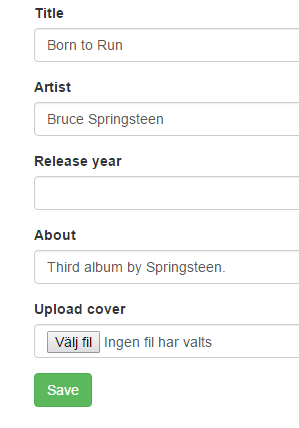 Title
Born to Run
Artist
Bruce Springsteen
Release year
About
Third album by Springsteen.
Upload cover
Välj fil Ingen fil har valts
Save